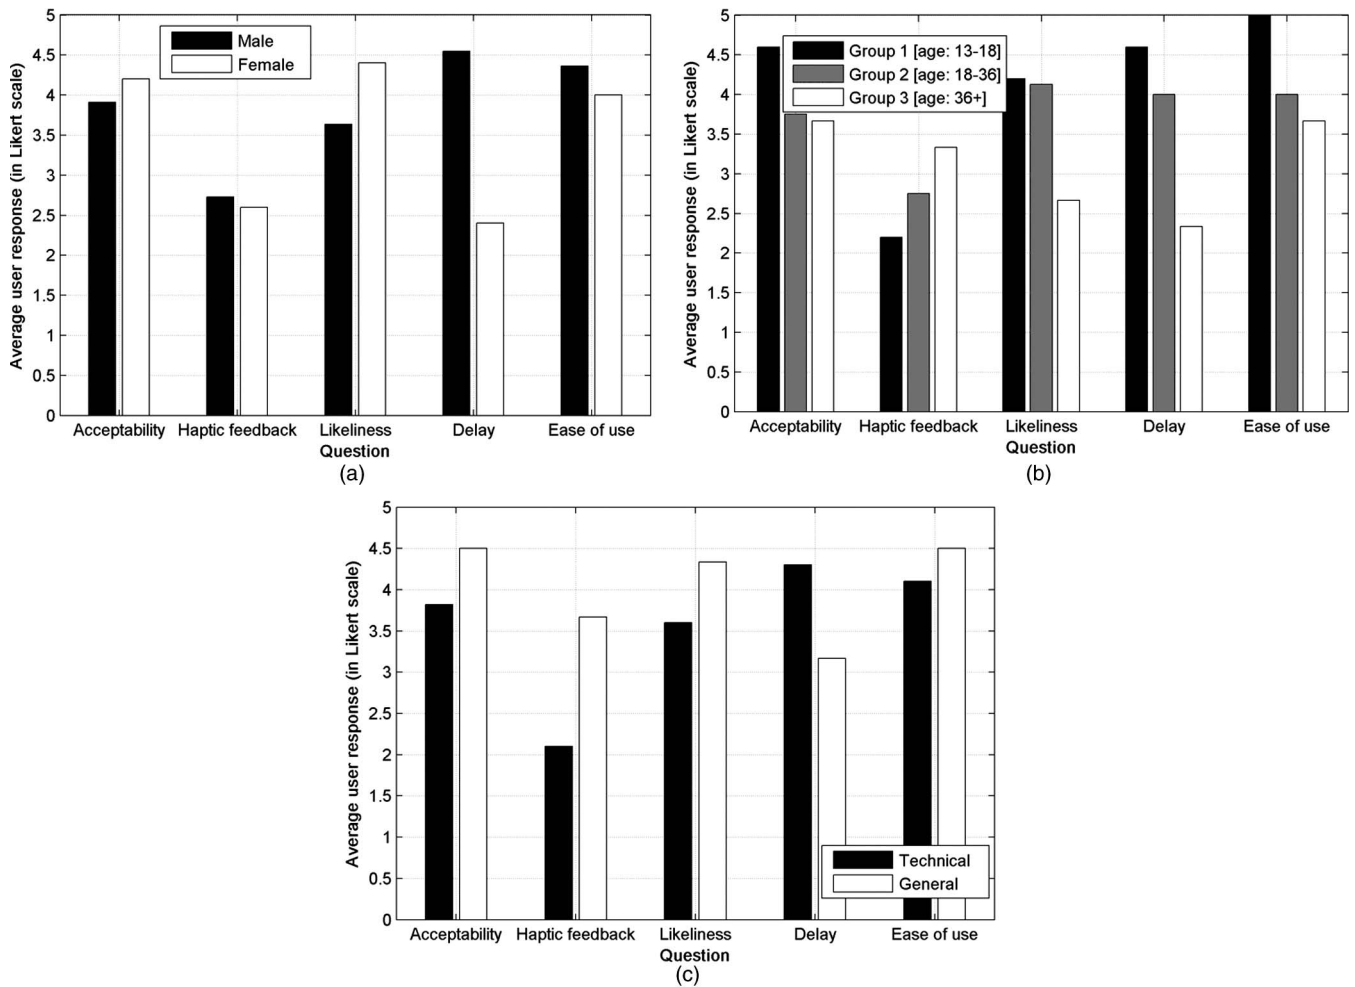 5
4.5
4
3.5
3
2.5
2
1.5
1
0.5
0
Average user response (in Likert scale)
Male
Female
Acceptability Haptic feedback Likeliness Delay Ease of use
Question
(a)
5
4.5
4
3.5
3
2.5
2
1.5
1
0.5
0
Average user response (in Likert scale)
Group 1 [age: 13-18]
Group 2 [age: 18-36]
Group 3 [age: 36+]
Acceptability Haptic feedback Likeliness Delay Ease of use
Question
(b)
5
4.5
4
3.5
3
2.5
2
1.5
1
0.5
0
Average user response (in Likert scale)
Technical
General
Acceptability Haptic feedback Likeliness Delay Ease of use
Question
(c)